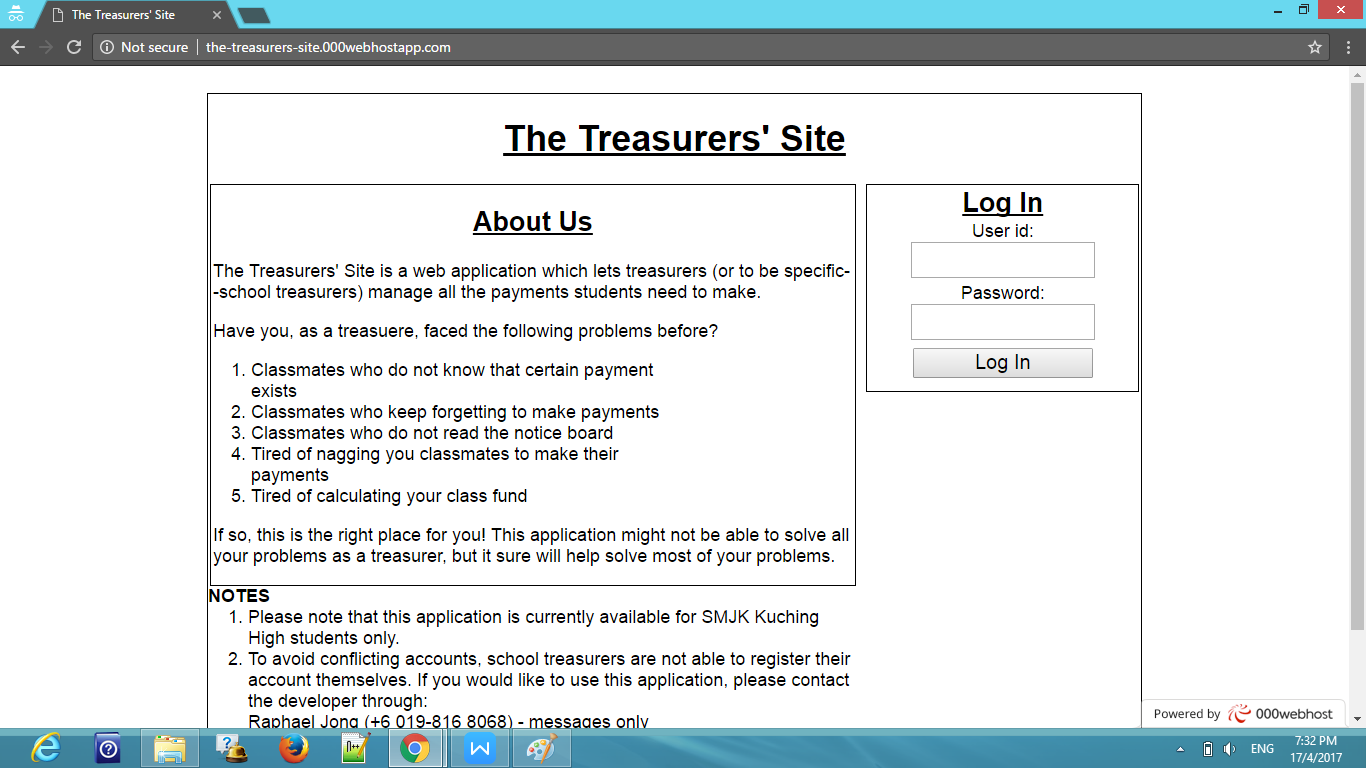 The Treasurers' Site
Not secure
the-treasurers-site.000webhostapp.com
The Treasurers' Site
About Us
The Treasurers' Site is a web application which lets treasurers (or to be specific-
-school treasurers) manage all the payments students need to make.
Have you, as a treasuere, faced the following problems before?
1. Classmates who do not know that certain payment
exists
2. Classmates who keep forgetting to make payments
3. Classmates who do not read the notice board
4. Tired of nagging you classmates to make their
payments
5. Tired of calculating your class fund
If so, this is the right place for you! This application might not be able to solve all
your problems as a treasurer, but it sure will help solve most of your problems.
Log In
User id:
Password:
Log In
NOTES
1. Please note that this application is currently available for SMJK Kuching
High students only.
2. To avoid conflicting accounts, school treasurers are not able to register their
account themselves. If you would like to use this application, please contact
the developer through:
Raphael Jong (+6 019-816 8068) - messages only
Powered by 000webhost
ENG
7:32 PM
17/4/2017